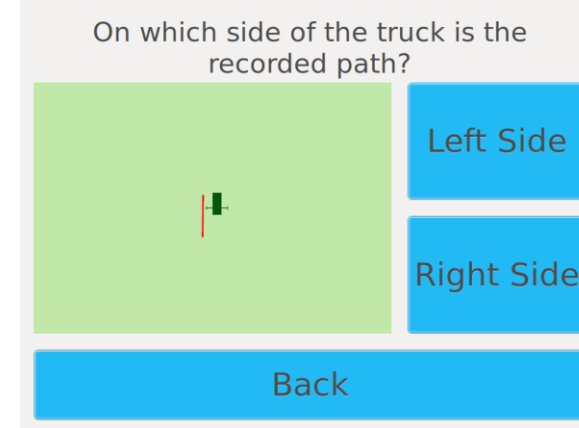 On which side of the truck is the
recorded path?
Left Side
Right Side
Back